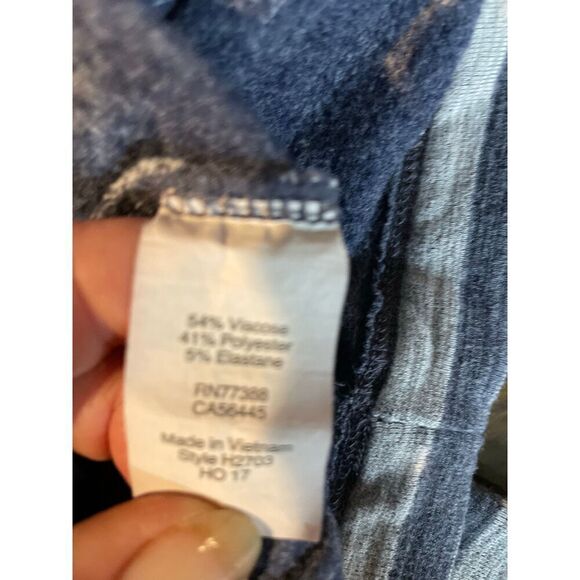 54% Viscose
41% Polyester
5% Elastane
RN77388
CA56445
Made in Vietnam
Style H2703
HO 17